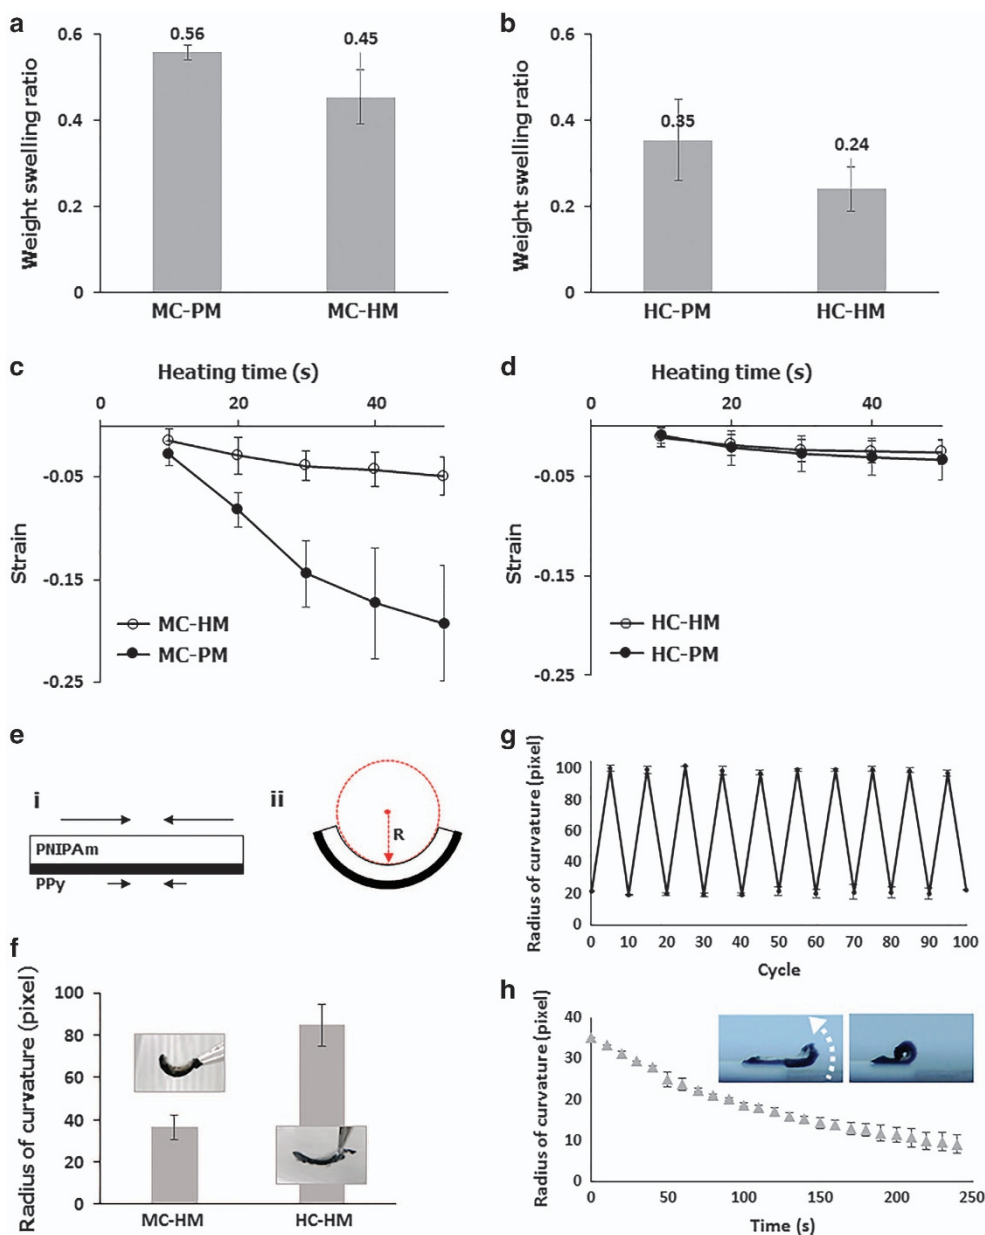 a
Weight swelling ratio
0.6
0.4
0.2
0
0.56
0.45
MC-PM
MC-HM
b
Weight swelling ratio
0.6
0.4
0.2
0
0.35
0.24
HC-PM
HC-HM
c
Heating time (s)
0
20
40
Strain
-0.05
-0.15
-0.25
MC-HM
MC-PM
d
Heating time (s)
0
20
40
Strain
-0.05
-0.15
-0.25
HC-HM
HC-PM
e
i
PNIPAm
PPy
ii
R
f
Radius of curvature (pixel)
100
80
60
40
20
0
MC-HM
HC-HM
g
Radius of curvature (pixel)
100
80
60
40
20
0
0 10 20 30 40 50 60 70 80 90 100
Cycle
h
Radius of curvature (pixel)
40
30
20
10
0
0 50 100 150 200 250
Time (s)